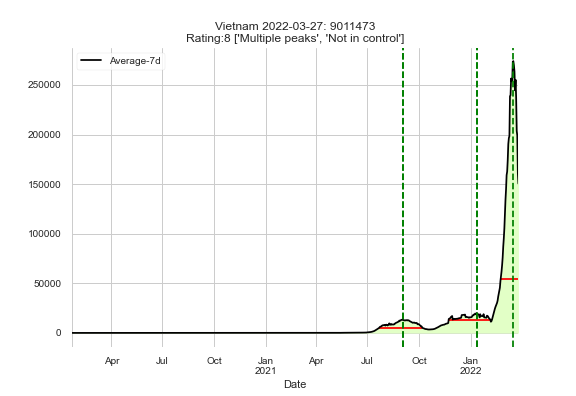 Vietnam 2022-03-27: 9011473
Rating:8 ['Multiple peaks', 'Not in control']
Average-7d
250000
200000
150000
100000
50000
0
Apr Jul Oct Jan Apr Jul Oct Jan
2021 2022
Date